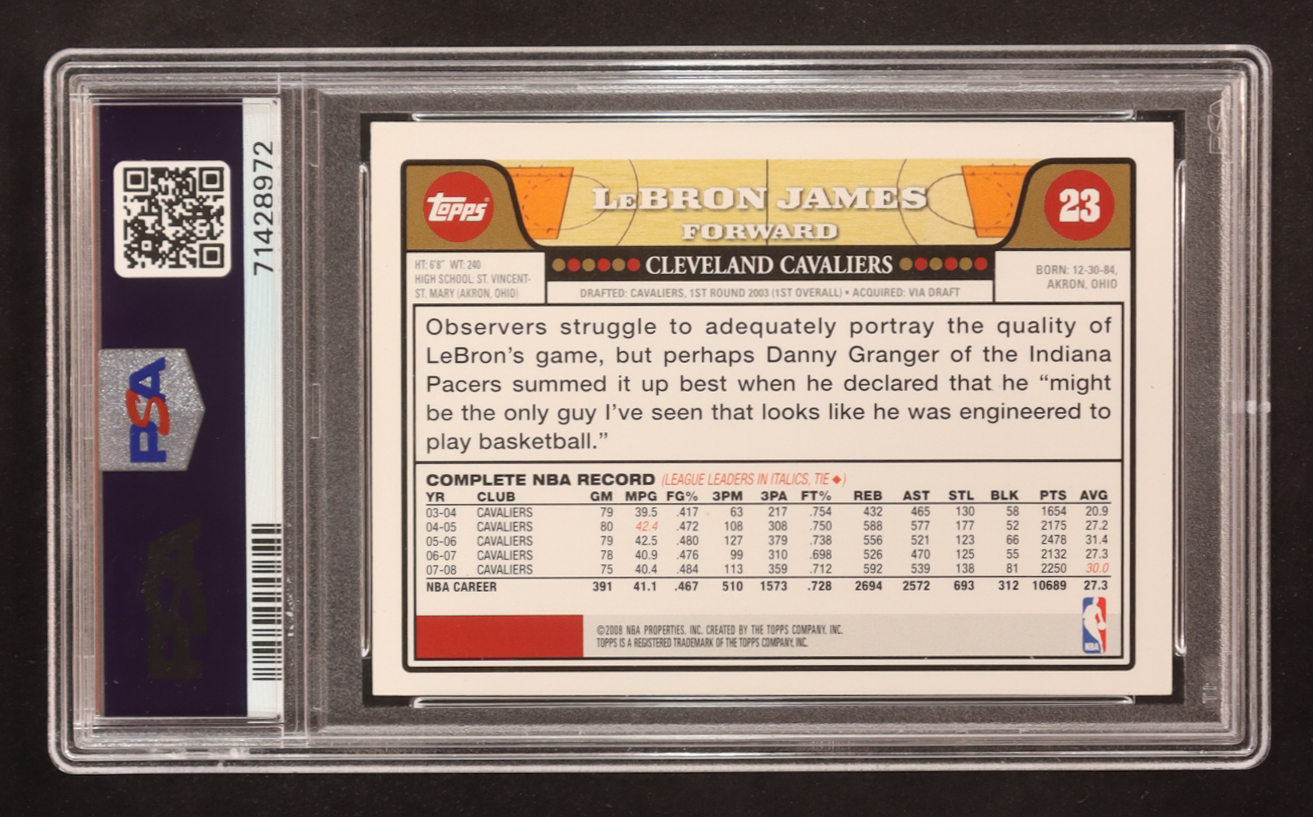 71428972
PSA
PSA
TOPPS
LEBRON JAMES
FORWARD
23
CLEVELAND CAVALIERS
HT: 6'8" WT: 240
HIGH SCHOOL: ST. VINCENT-
ST. MARY (AKRON, OHIO)
DRAFTED: CAVALIERS, 1ST ROUND 2003 (1ST OVERALL) • ACQUIRED: VIA DRAFT
BORN: 12-30-84,
AKRON, OHIO
Observers struggle to adequately portray the quality of
LeBron's game, but perhaps Danny Granger of the Indiana
Pacers summed it up best when he declared that he “might
be the only guy I've seen that looks like he was engineered to
play basketball.”
COMPLETE NBA RECORD (LEAGUE LEADERS IN ITALICS, TIE ◆)
YR CLUB GM MPG FG% 3PM 3PA FT% REB AST STL BLK PTS AVG
03-04 CAVALIERS 79 39.5 .417 63 217 .754 432 465 130 58 1654 20.9
04-05 CAVALIERS 80 42.4 .472 108 308 .750 588 577 177 52 2175 27.2
05-06 CAVALIERS 79 42.5 .480 127 379 .738 556 521 123 66 2478 31.4
06-07 CAVALIERS 78 40.9 .476 99 310 .698 526 470 125 55 2132 27.3
07-08 CAVALIERS 75 40.4 .484 113 359 .712 592 539 138 81 2250 30.0
NBA CAREER 391 41.1 .467 510 1573 .728 2694 2572 693 312 10689 27.3
©2008 NBA PROPERTIES, INC. CREATED BY THE TOPPS COMPANY, INC.
TOPPS IS A REGISTERED TRADEMARK OF THE TOPPS COMPANY, INC.
NBA